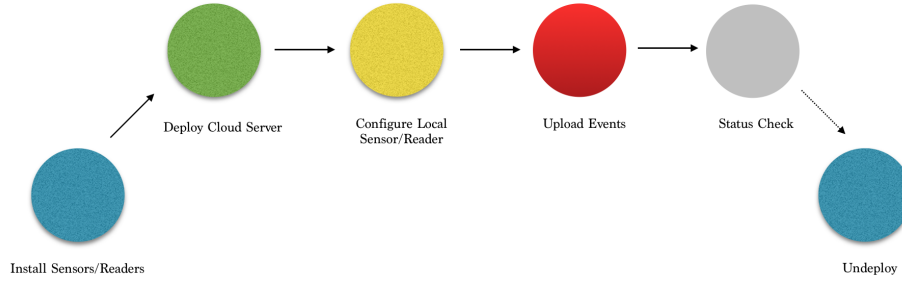 Install Sensors/Readers
Deploy Cloud Server
Configure Local
Sensor/Reader
Upload Events
Status Check
Undeploy